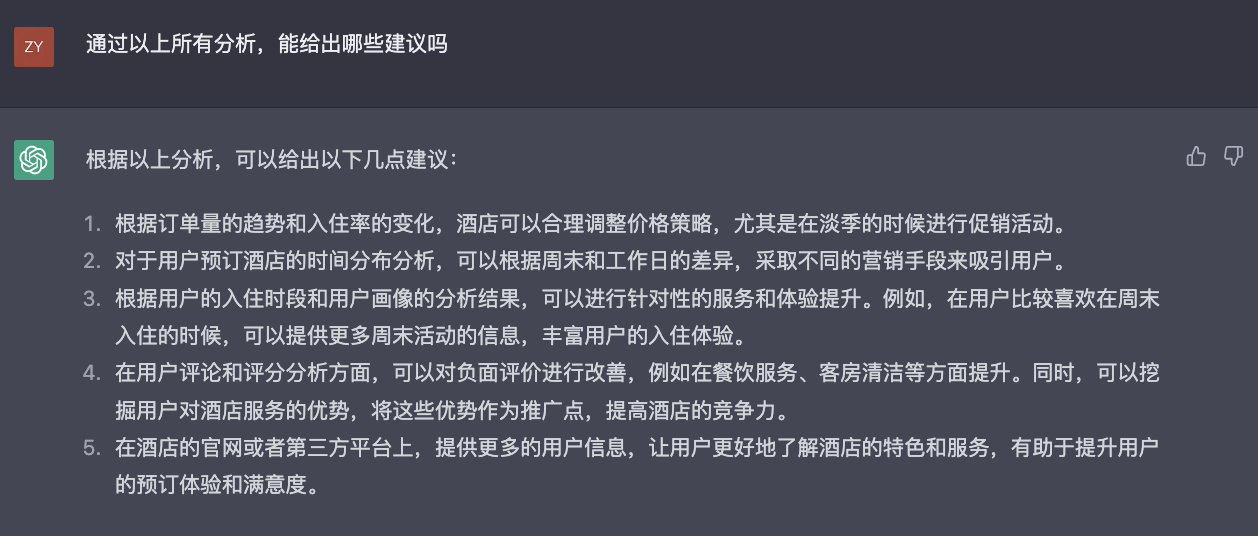 ZY
通过以上所有分析，能给出哪些建议吗
根据以上分析，可以给出以下几点建议：
1. 根据订单量的趋势和入住率的变化，酒店可以合理调整价格策略，尤其是在淡季的时候进行促销活动。
2. 对于用户预订酒店的时间分布分析，可以根据周末和工作日的差异，采取不同的营销手段来吸引用户。
3. 根据用户的入住时段和用户画像的分析结果，可以进行针对性的服务和体验提升。例如，在用户比较喜欢在周末
入住的时候，可以提供更多周末活动的信息，丰富用户的入住体验。
4. 在用户评论和评分分析方面，可以对负面评价进行改善，例如在餐饮服务、客房清洁等方面提升。同时，可以挖
掘用户对酒店服务的优势，将这些优势作为推广点，提高酒店的竞争力。
5. 在酒店的官网或者第三方平台上，提供更多的用户信息，让用户更好地了解酒店的特色和服务，有助于提升用户
的预订体验和满意度。